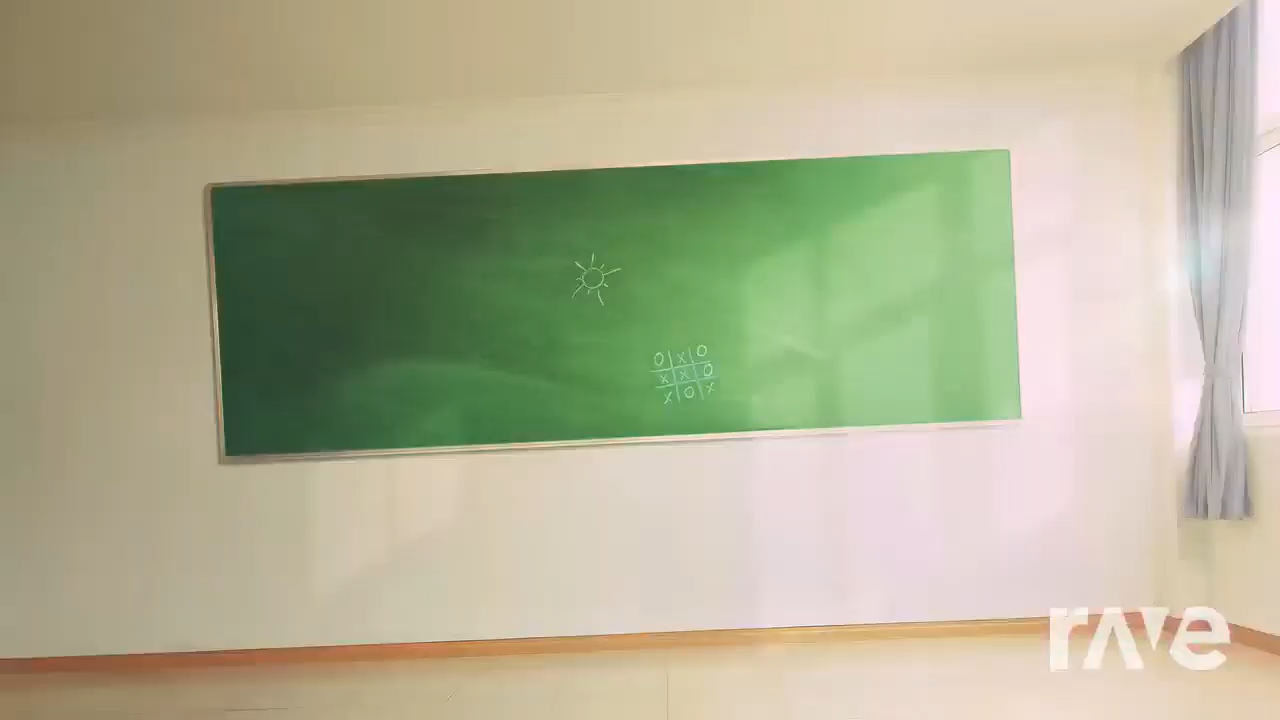 O X O
X X O
X O X
rave